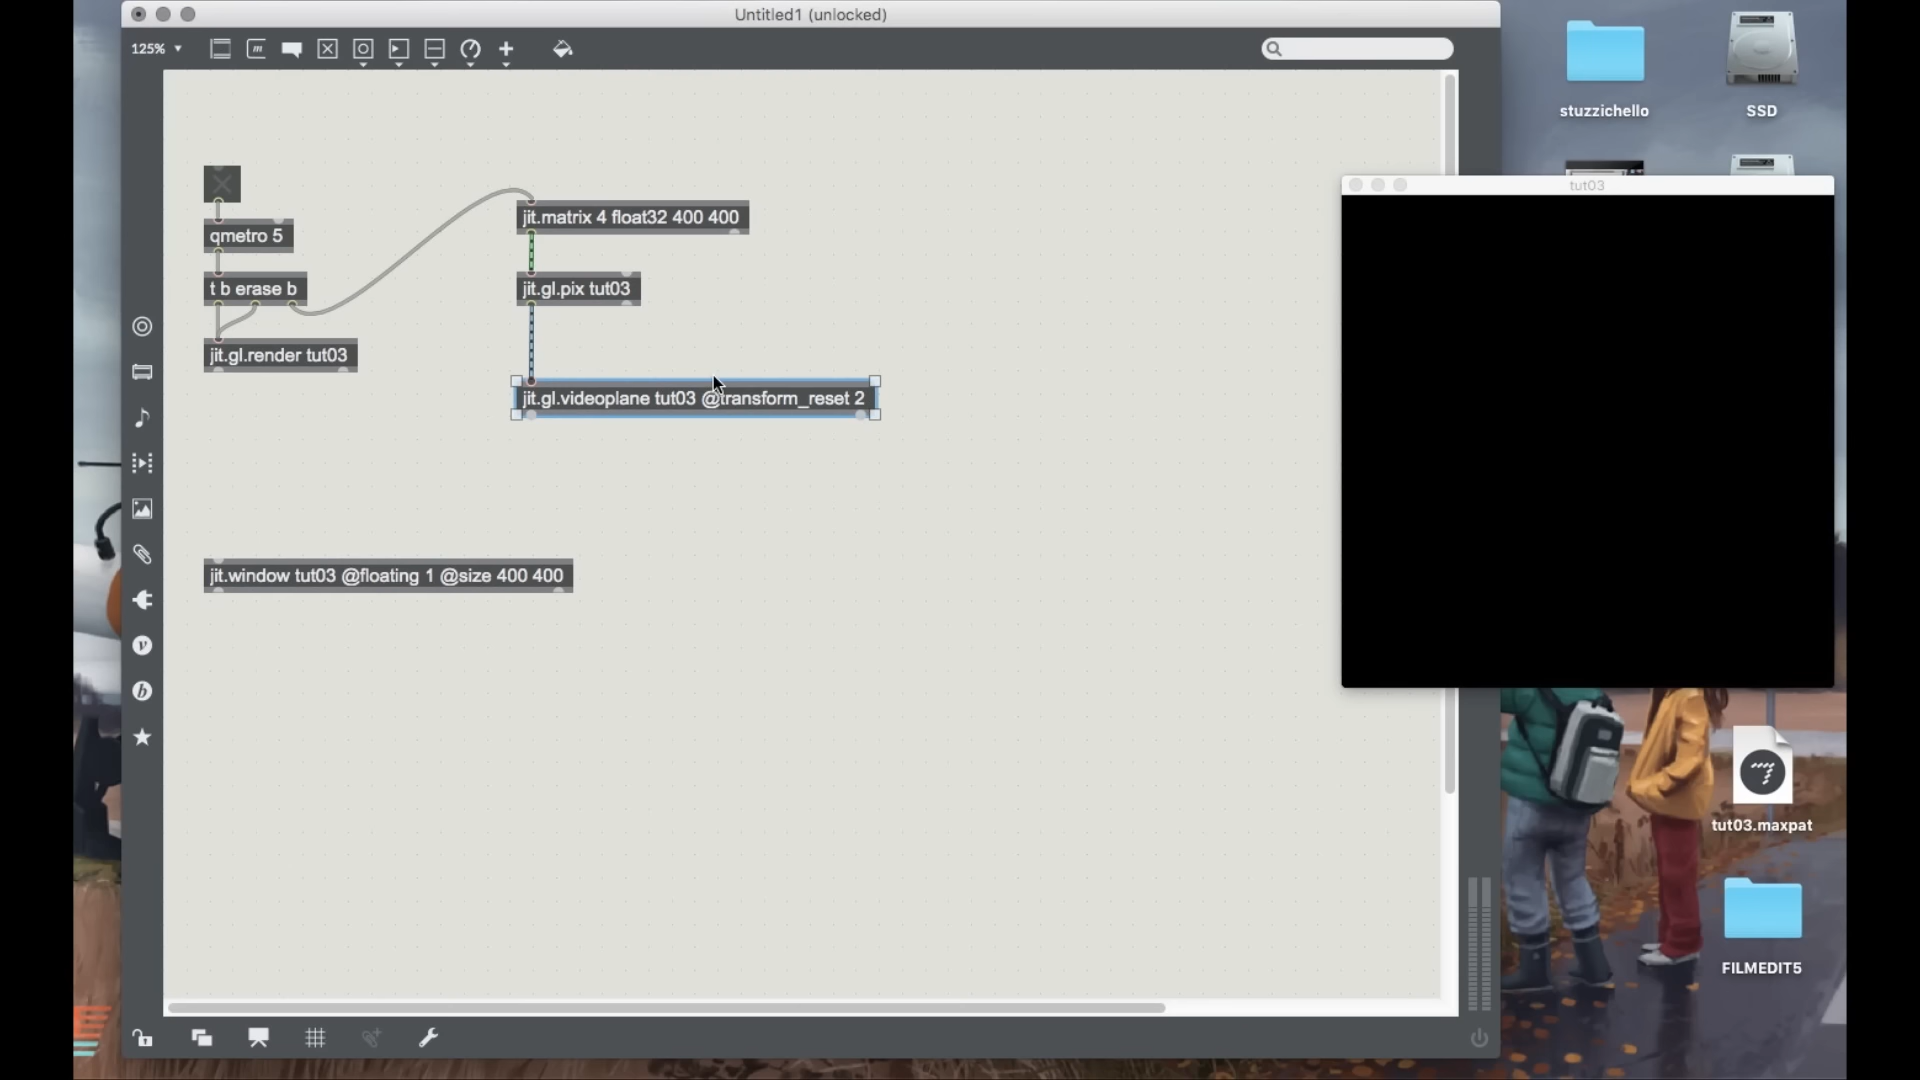 Untitled1 (unlocked)
125%
stuzzichello
SSD
tut03
jit.matrix 4 float32 400 400
qmetro 5
t b erase b
jit.gl.pix tut03
jit.gl.render tut03
jit.gl.videoplane tut03 @transform_reset 2
jit.window tut03 @floating 1 @size 400 400
tut03.maxpat
FILMEDIT5